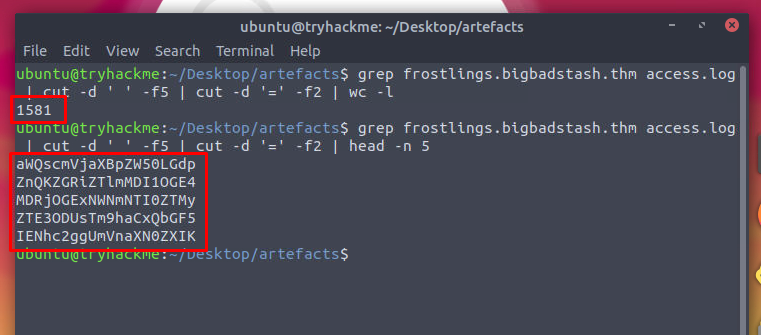 ubuntu@tryhackme: ~/Desktop/artefacts
File Edit View Search Terminal Help
ubuntu@tryhackme:~/Desktop/artefacts$ grep frostlings.bigbadstash.thm access.log
| cut -d ' ' -f5 | cut -d '=' -f2 | wc -l
1581
ubuntu@tryhackme:~/Desktop/artefacts$ grep frostlings.bigbadstash.thm access.log
| cut -d ' ' -f5 | cut -d '=' -f2 | head -n 5
aWQscmVjaXBpZW50LGdp
ZnQKZGRiZTlmMDI1OGE4
MDRjOGExNWNmNTI0ZTMy
ZTE3ODUsTm9haCxQbGF5
IENhc2ggUmVnaXN0ZXIK
ubuntu@tryhackme:~/Desktop/artefacts$